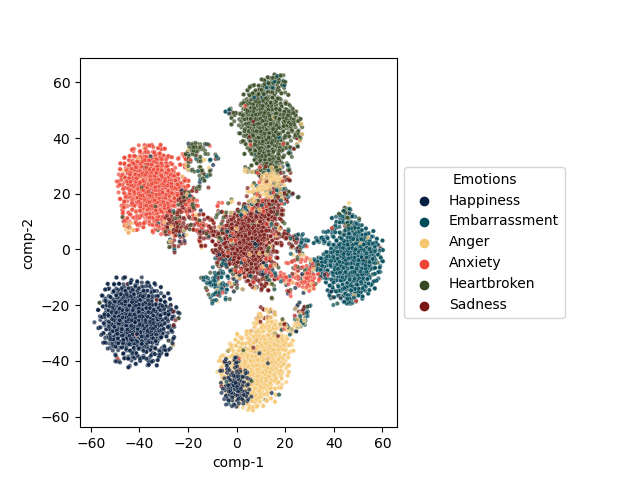 60
40
20
0
−20
−40
−60
comp-2
−60 −40 −20 0 20 40 60
comp-1
Emotions
Happiness
Embarrassment
Anger
Anxiety
Heartbroken
Sadness